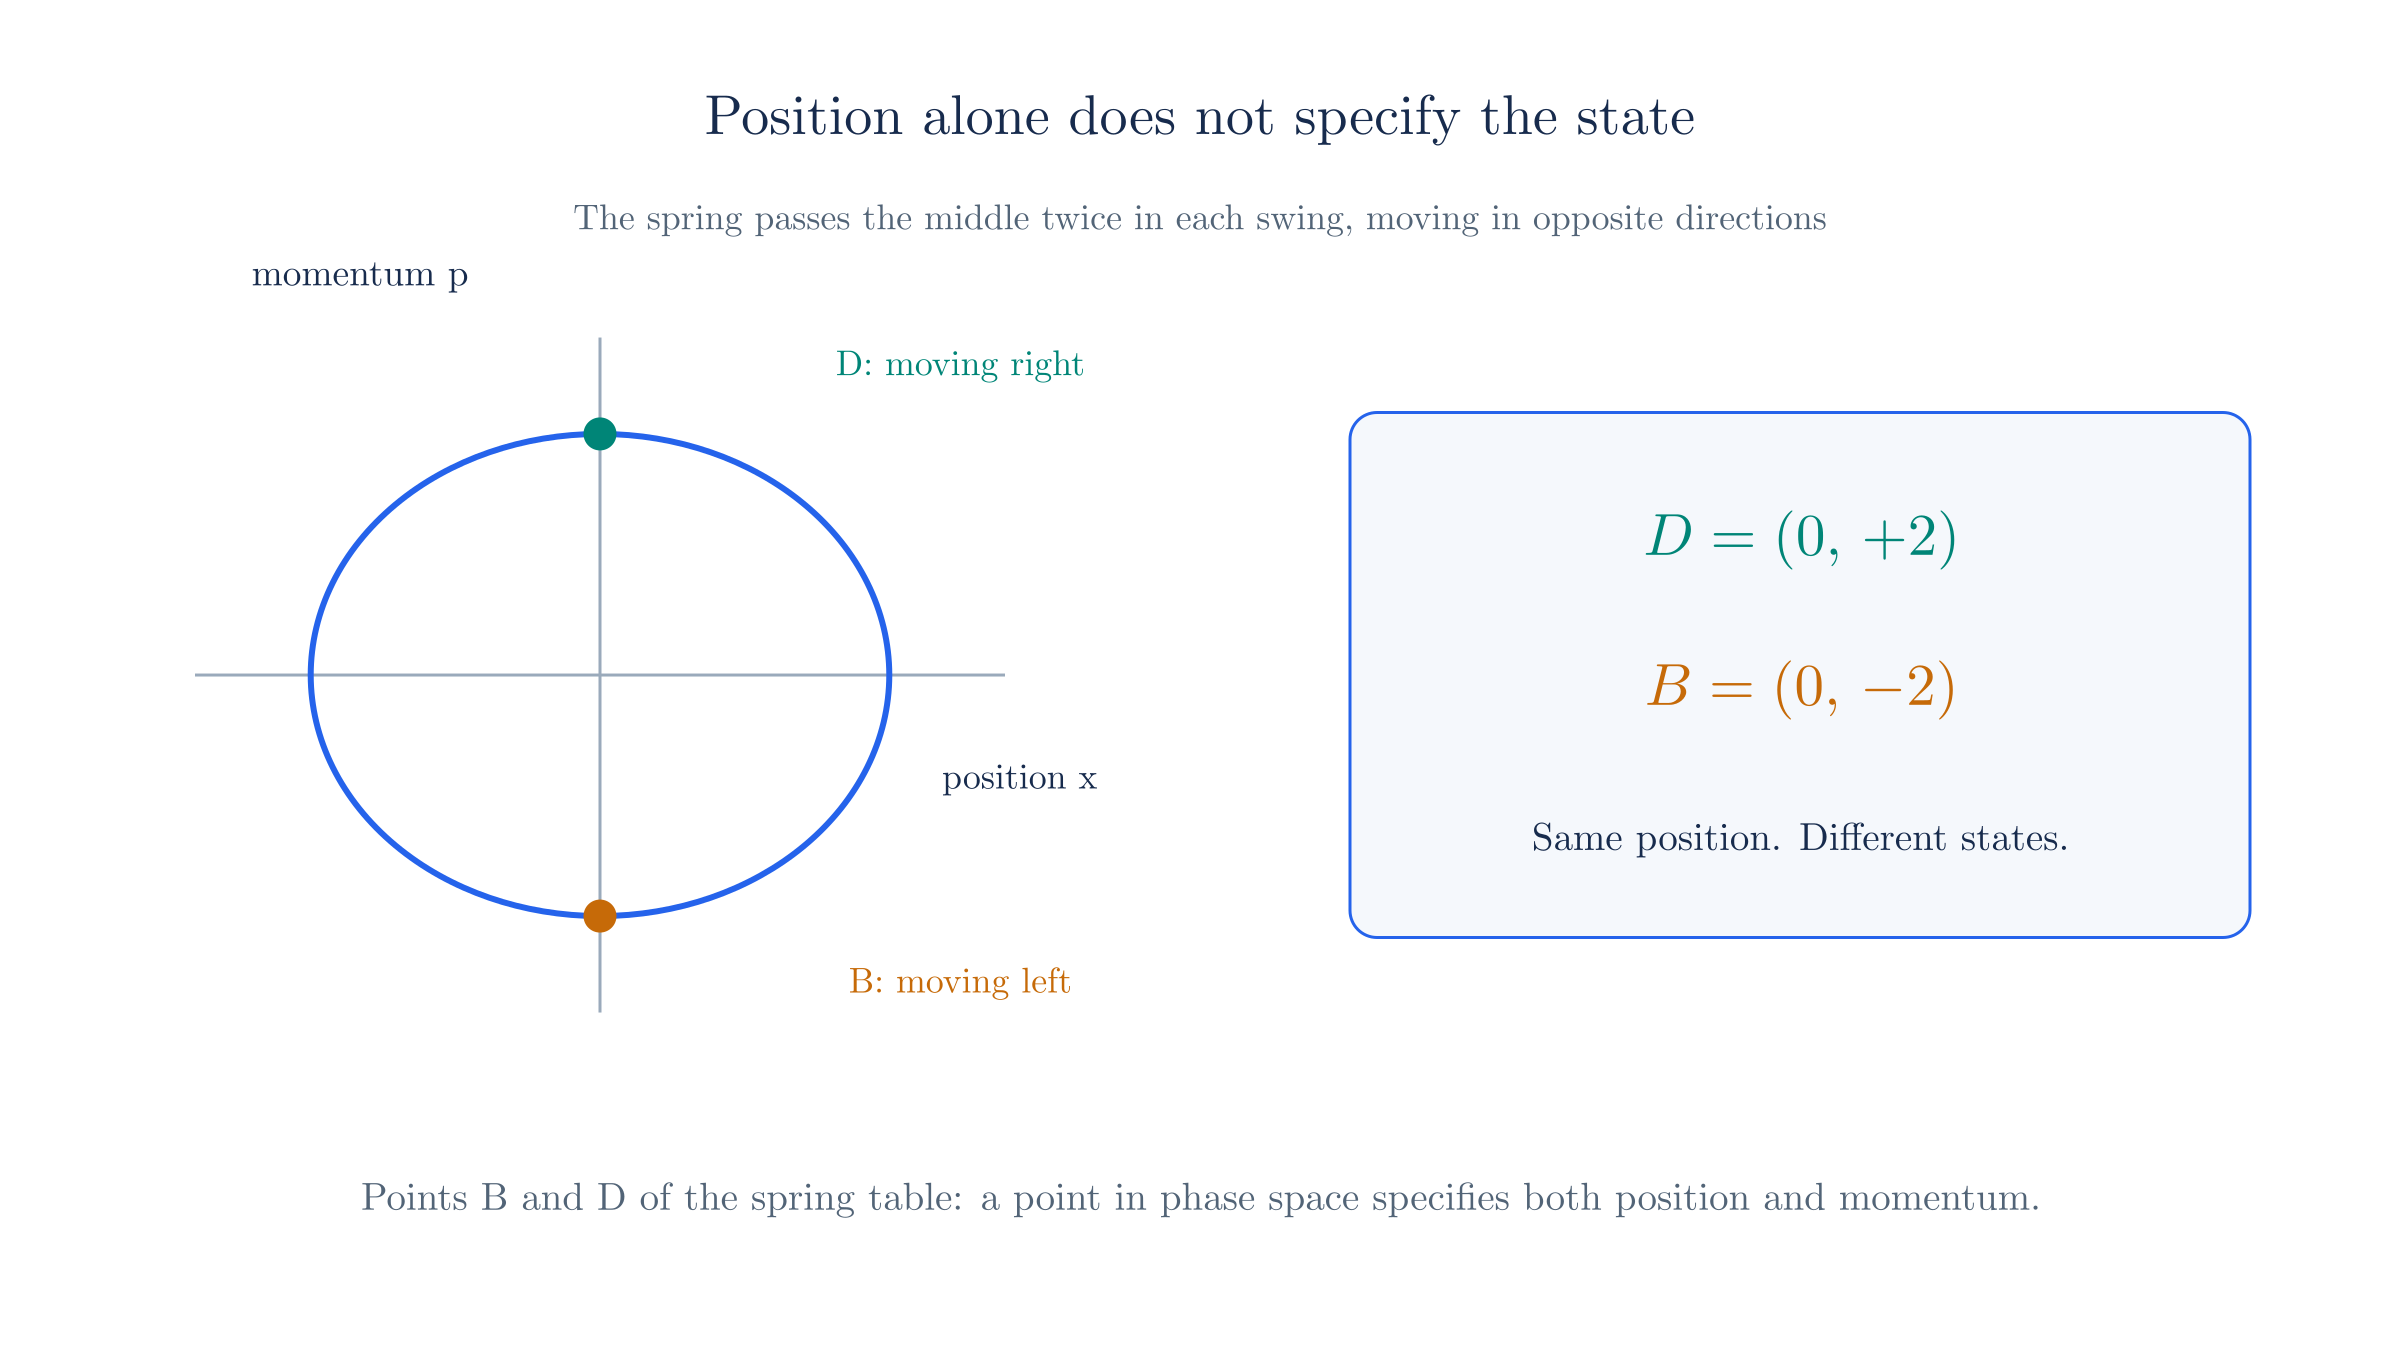 Position alone does not specify the state
The spring passes the middle twice in each swing, moving in opposite directions
momentum p
D: moving right
D = (0, +2)
B = (0, −2)
position x
Same position. Different states.
B: moving left
Points B and D of the spring table: a point in phase space specifies both position and momentum.